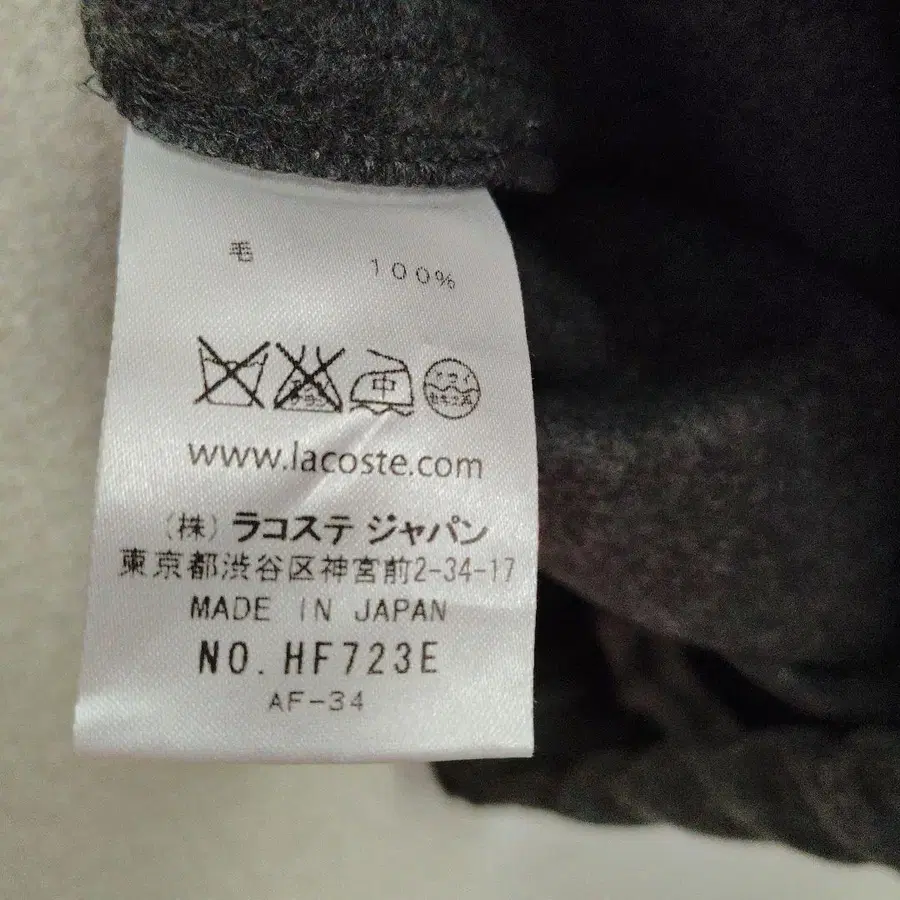 毛 100%
中
www.lacoste.com
（株）ラコステ ジャパン
東京都渋谷区神宮前2-34-17
MADE IN JAPAN
NO. HF723E
AF-34